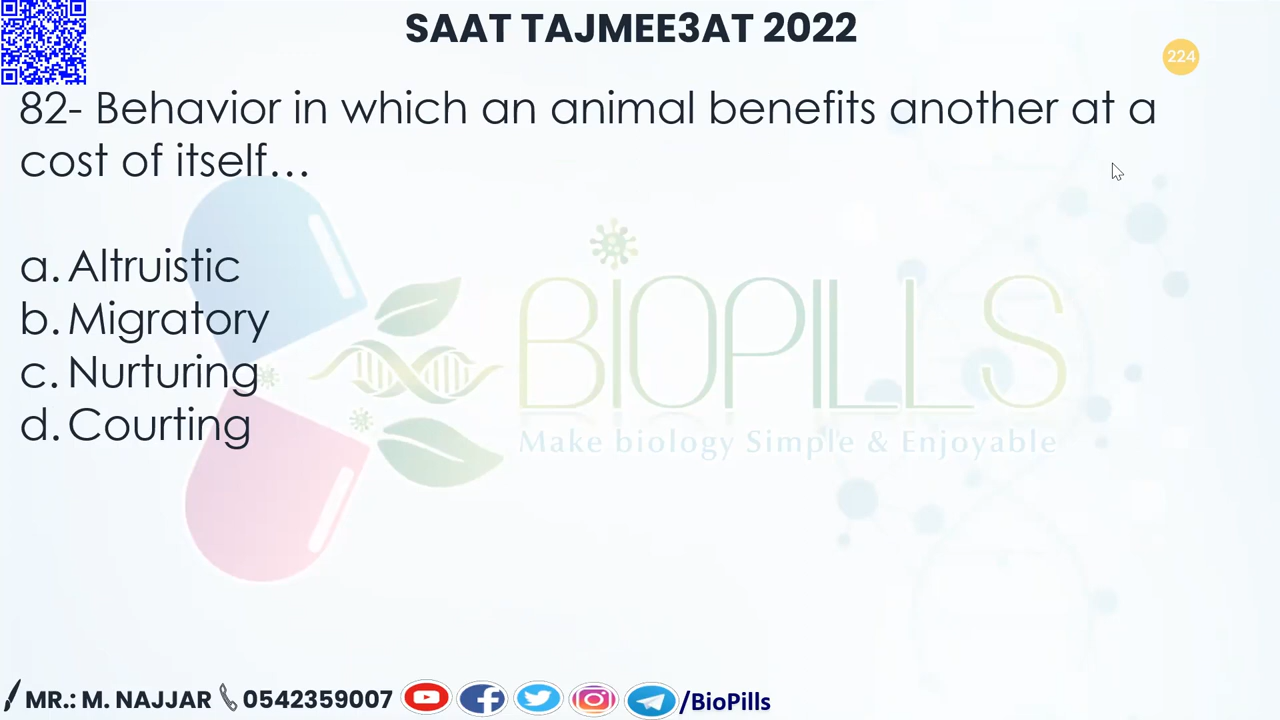 SAAT TAJMEE3AT 2022
224
82- Behavior in which an animal benefits another at a
cost of itself...
a. Altruistic
b. Migratory
c. Nurturing
d. Courting
BIOPILLS
Make biology Simple & Enjoyable
MR.: M. NAJJAR 0542359007 /BioPills